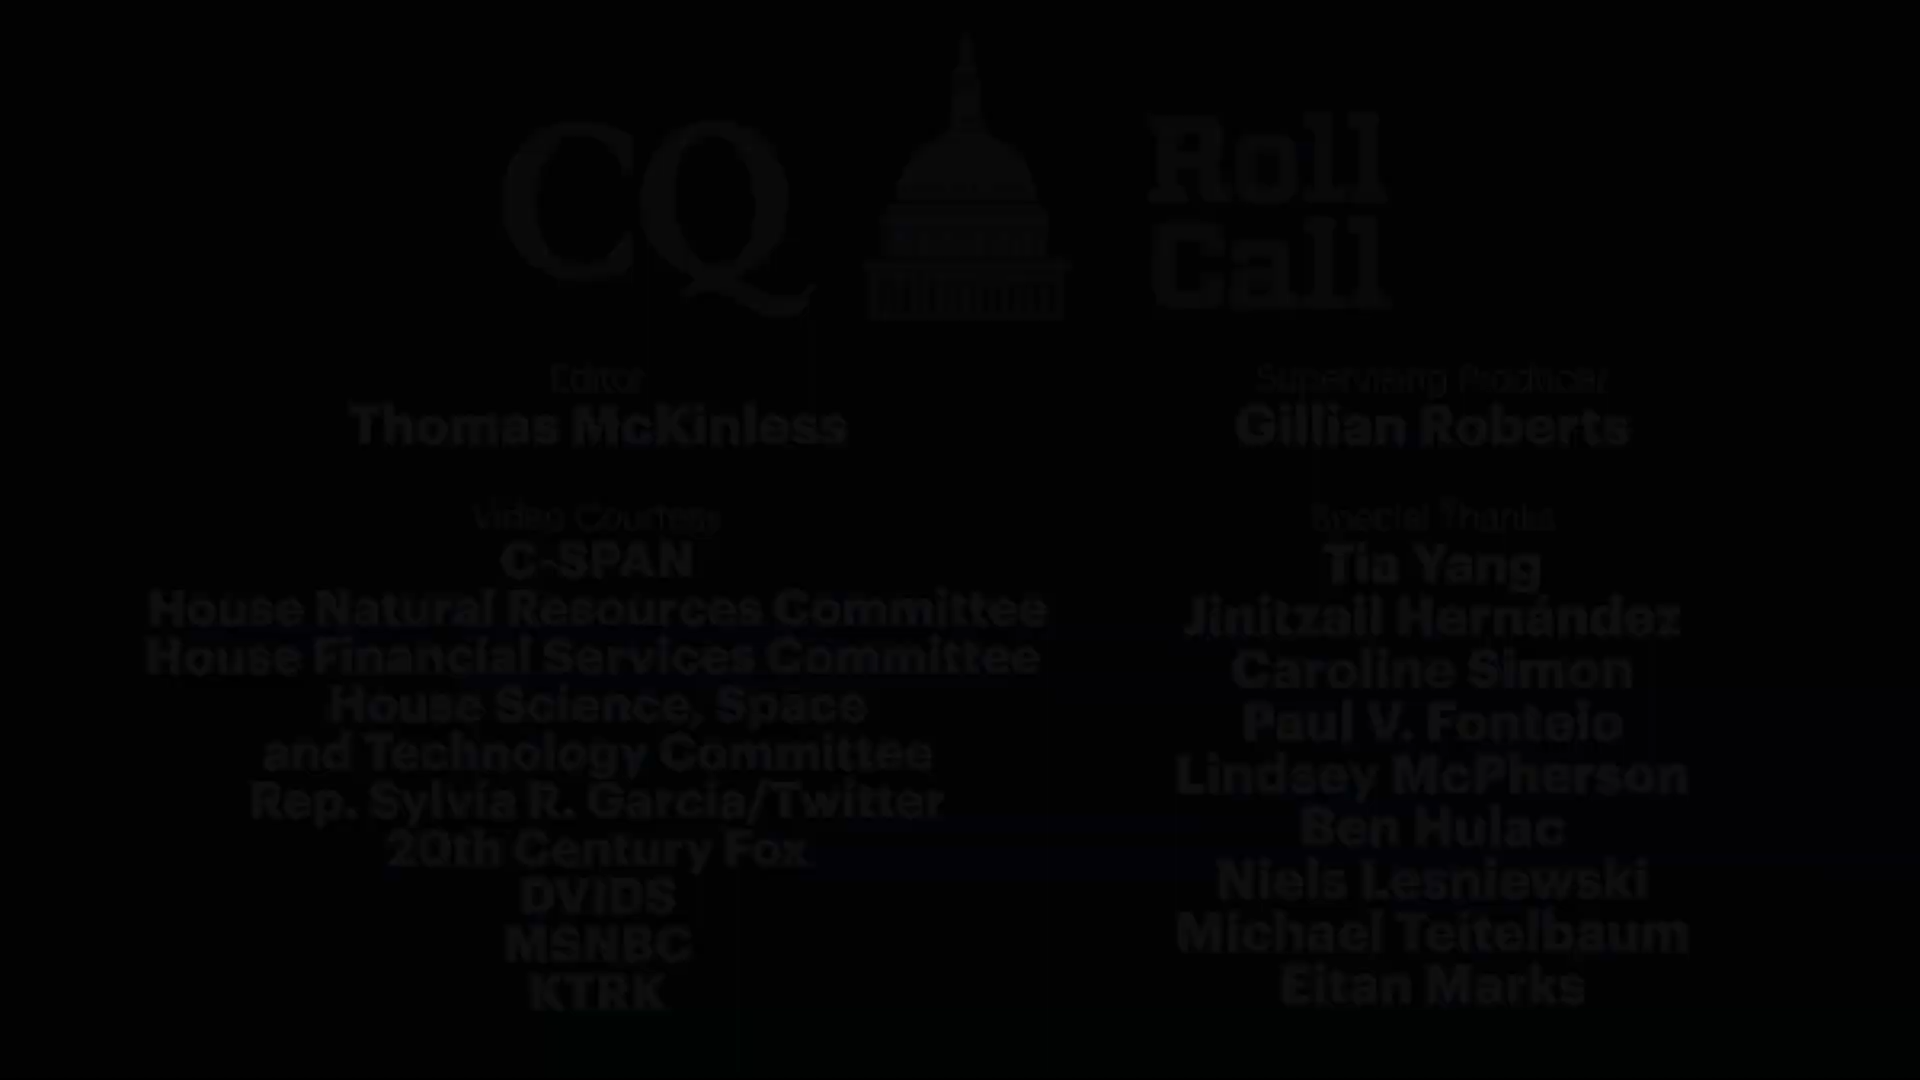 CQ
Roll
Call
Editor
Thomas McKinless
Supervising Producer
Gillian Roberts
Video Courtesy
C-SPAN
House Natural Resources Committee
House Financial Services Committee
House Science, Space
and Technology Committee
Rep. Sylvia R. Garcia/Twitter
20th Century Fox
DVIDS
MSNBC
KTRK
Special Thanks
Tia Yang
Jinitzail Hernández
Caroline Simon
Paul V. Fontelo
Lindsey McPherson
Ben Hulac
Niels Lesniewski
Michael Teitelbaum
Eitan Marks